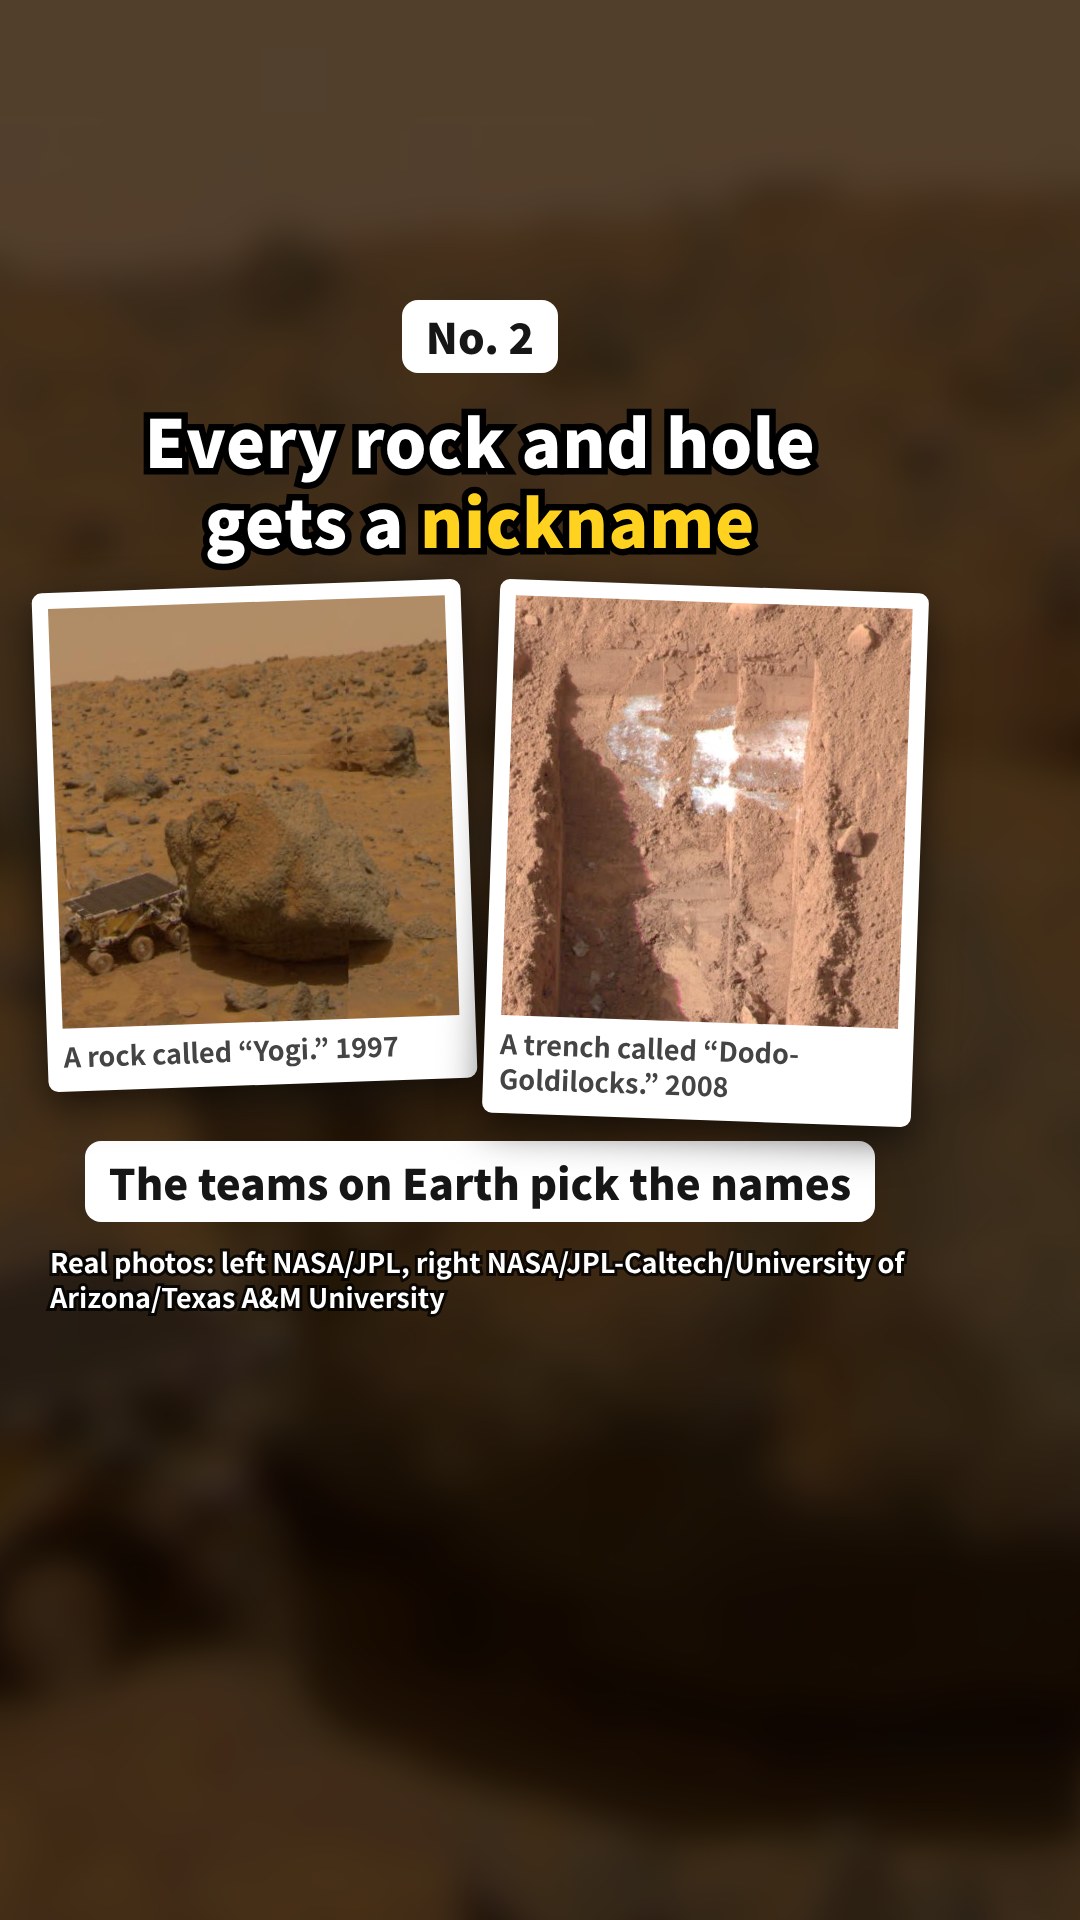 No. 2
Every rock and hole
gets a nickname
A rock called “Yogi.” 1997
A trench called “Dodo-
Goldilocks.” 2008
The teams on Earth pick the names
Real photos: left NASA/JPL, right NASA/JPL-Caltech/University of
Arizona/Texas A&M University